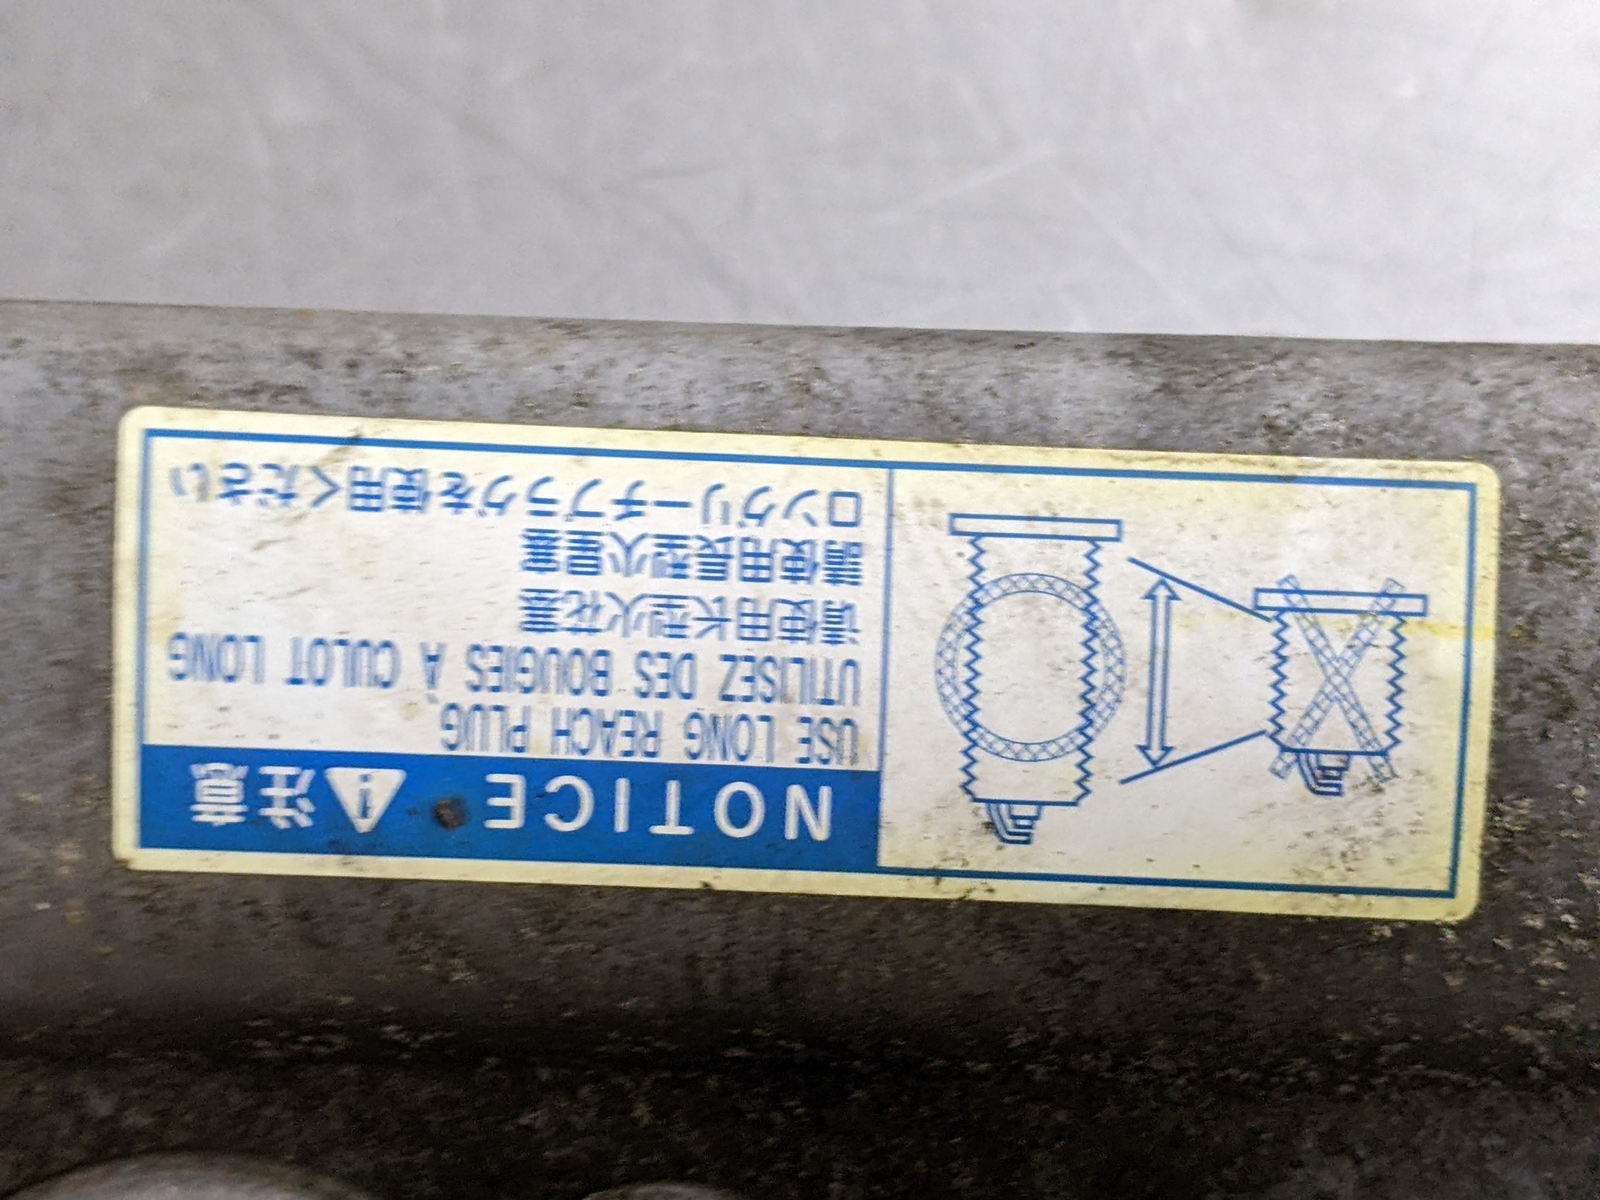 NOTICE 注意
USE LONG REACH PLUG.
UTILISEZ DES BOUGIES À CULOT LONG
请使用长型火花塞
請使用長型火星塞
ロングリーチプラグを使用ください